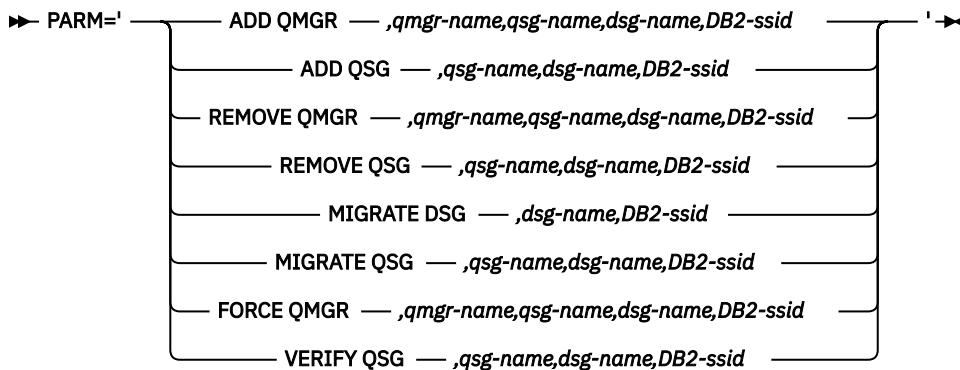 PARM=' ADD QMGR ,qmgr-name,qsg-name,dsg-name,DB2-ssid '
ADD QSG ,qsg-name,dsg-name,DB2-ssid
REMOVE QMGR ,qmgr-name,qsg-name,dsg-name,DB2-ssid
REMOVE QSG ,qsg-name,dsg-name,DB2-ssid
MIGRATE DSG ,dsg-name,DB2-ssid
MIGRATE QSG ,qsg-name,dsg-name,DB2-ssid
FORCE QMGR ,qmgr-name,qsg-name,dsg-name,DB2-ssid
VERIFY QSG ,qsg-name,dsg-name,DB2-ssid